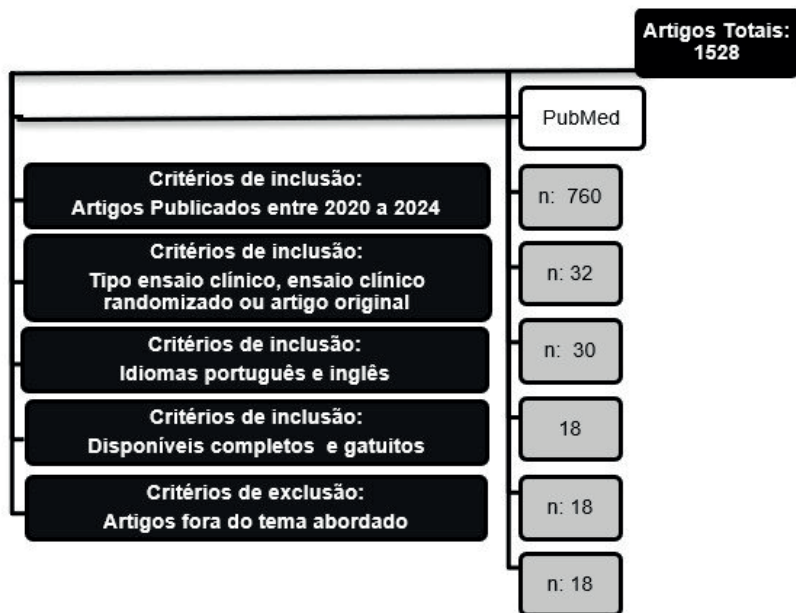 Artigos Totais:
1528
PubMed
Critérios de inclusão:
Artigos Publicados entre 2020 a 2024
n: 760
Critérios de inclusão:
Tipo ensaio clínico, ensaio clínico
randomizado ou artigo original
n: 32
Critérios de inclusão:
Idiomas português e inglês
n: 30
Critérios de inclusão:
Disponíveis completos e gatuitos
18
Critérios de exclusão:
Artigos fora do tema abordado
n: 18
n: 18